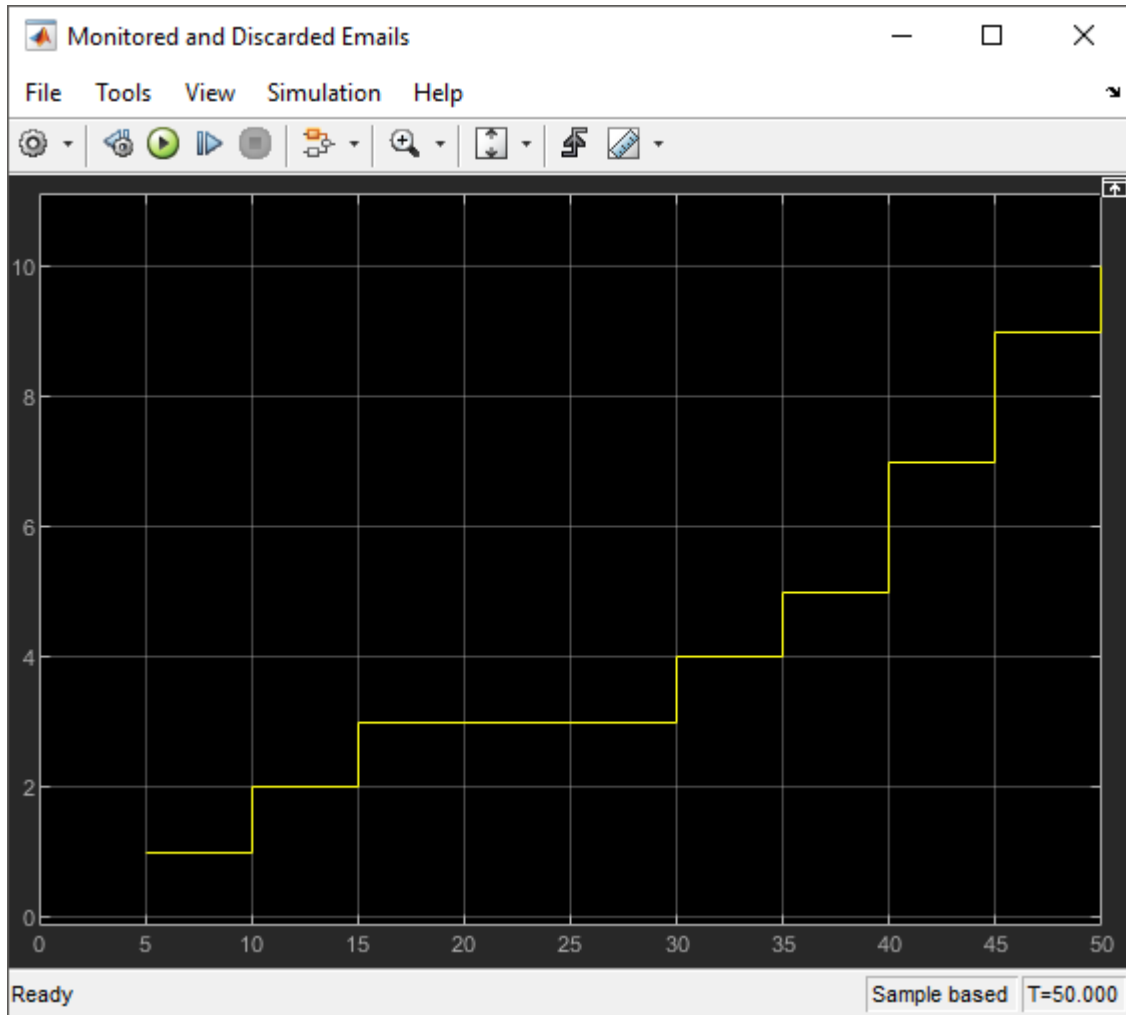 Monitored and Discarded Emails
File Tools View Simulation Help
10
8
6
4
2
0
0 5 10 15 20 25 30 35 40 45 50
Ready Sample based T=50.000